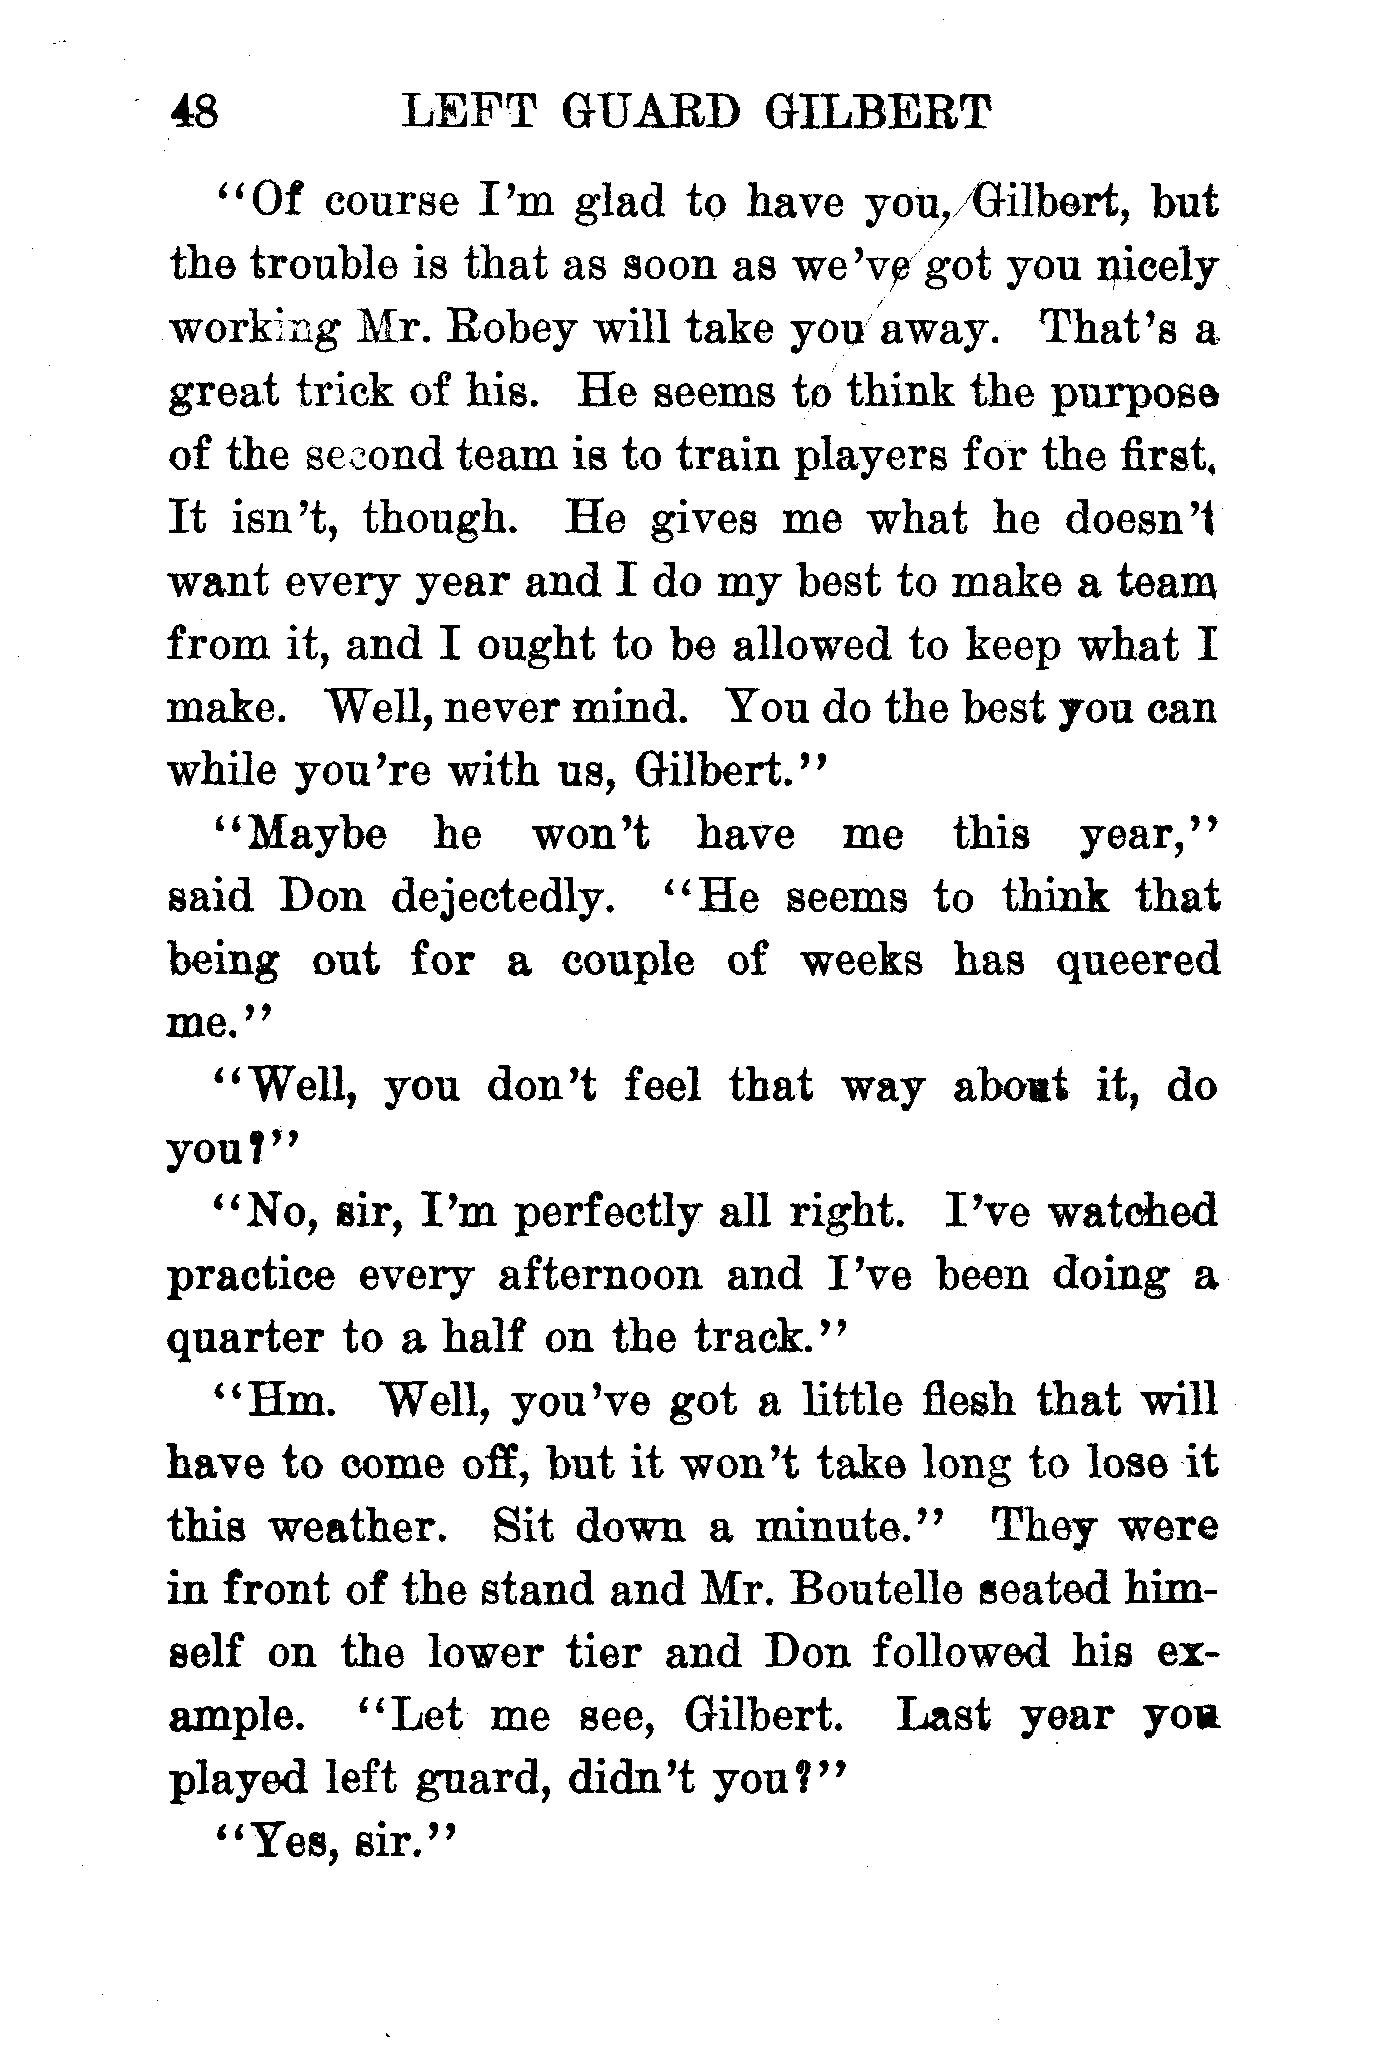 48 LEFT GUARD GILBERT
“Of course I’m glad to have you, Gilbert, but
the trouble is that as soon as we’ve got you nicely
working Mr. Robey will take you away. That’s a
great trick of his. He seems to think the purpose
of the second team is to train players for the first.
It isn’t, though. He gives me what he doesn’t
want every year and I do my best to make a team
from it, and I ought to be allowed to keep what I
make. Well, never mind. You do the best you can
while you’re with us, Gilbert.”
“Maybe he won’t have me this year,”
said Don dejectedly. “He seems to think that
being out for a couple of weeks has queered
me.”
“Well, you don’t feel that way about it, do
you?”
“No, sir, I’m perfectly all right. I’ve watched
practice every afternoon and I’ve been doing a
quarter to a half on the track.”
“Hm. Well, you’ve got a little flesh that will
have to come off, but it won’t take long to lose it
this weather. Sit down a minute.” They were
in front of the stand and Mr. Boutelle seated him-
self on the lower tier and Don followed his ex-
ample. “Let me see, Gilbert. Last year you
played left guard, didn’t you?”
“Yes, sir.”